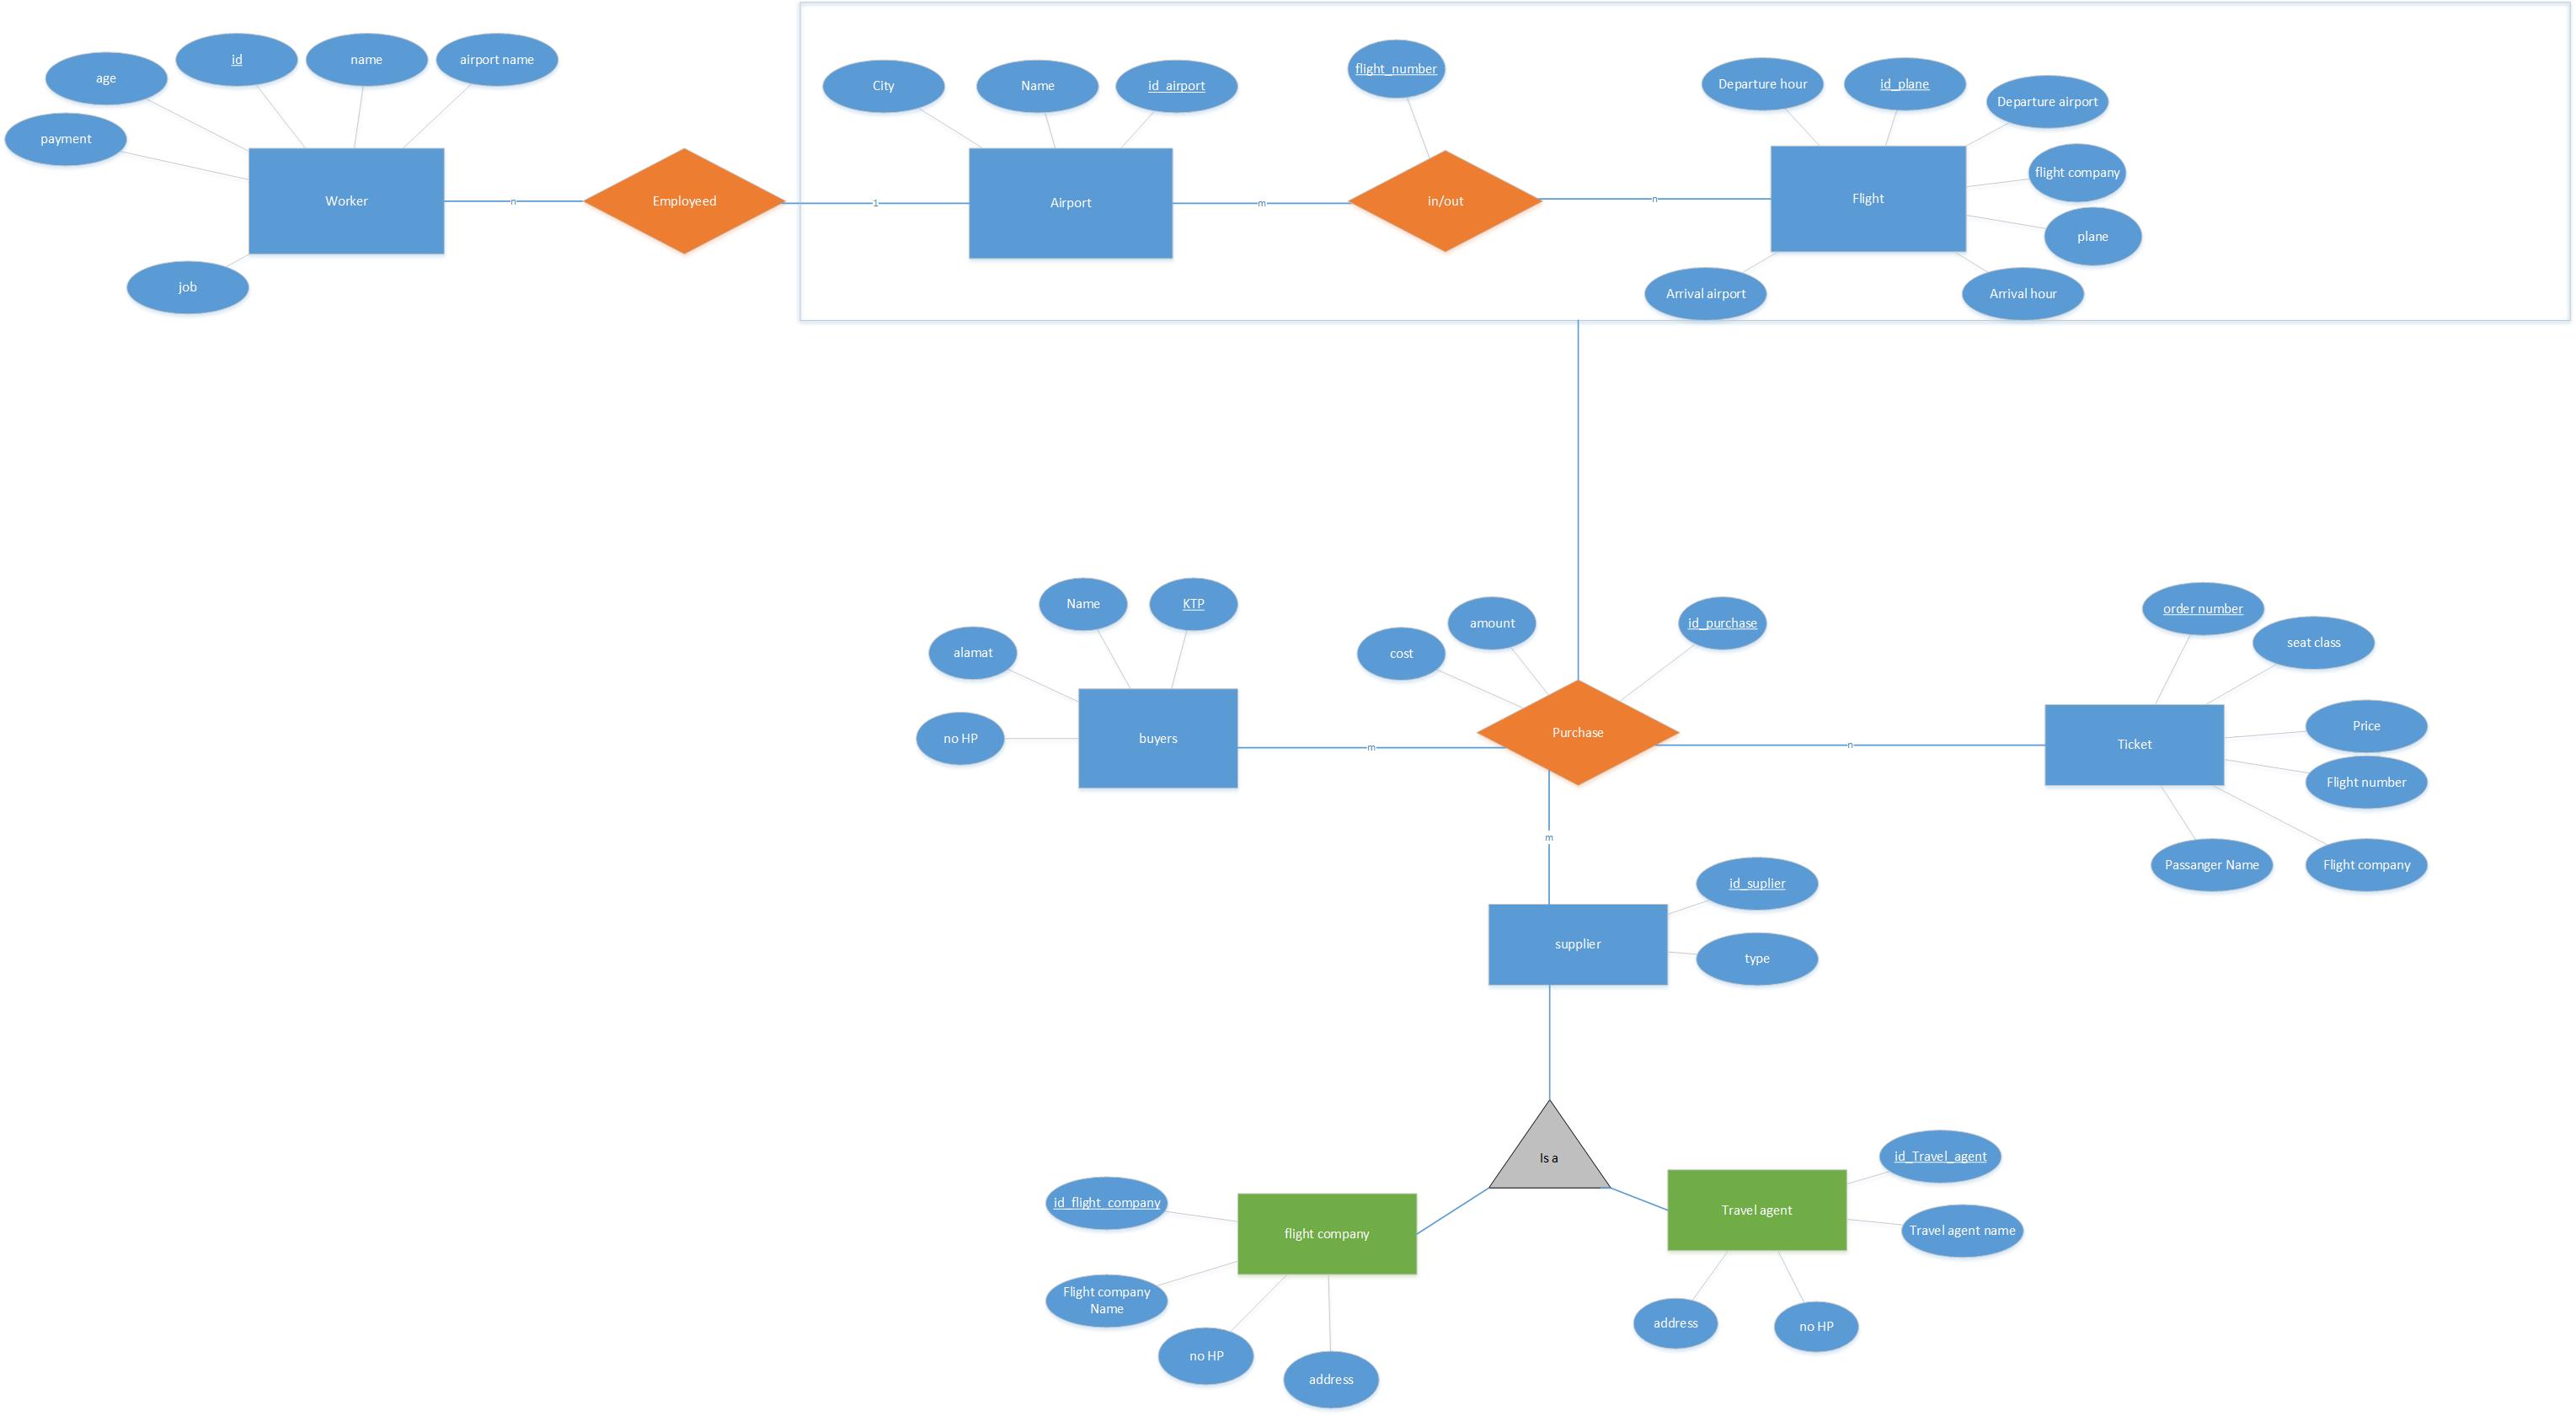 age
id
name
airport name
payment
Worker
job
n
Employeed
1
City
Name
id_airport
Airport
m
flight_number
in/out
n
Departure hour
id_plane
Departure airport
flight company
plane
Flight
Arrival airport
Arrival hour
Name
KTP
alamat
no HP
buyers
m
cost
amount
id_purchase
Purchase
n
order number
seat class
Price
Flight number
Ticket
Passanger Name
Flight company
m
id_suplier
supplier
type
Is a
id_flight_company
flight company
Flight company
Name
no HP
address
id_Travel_agent
Travel agent
Travel agent name
address
no HP